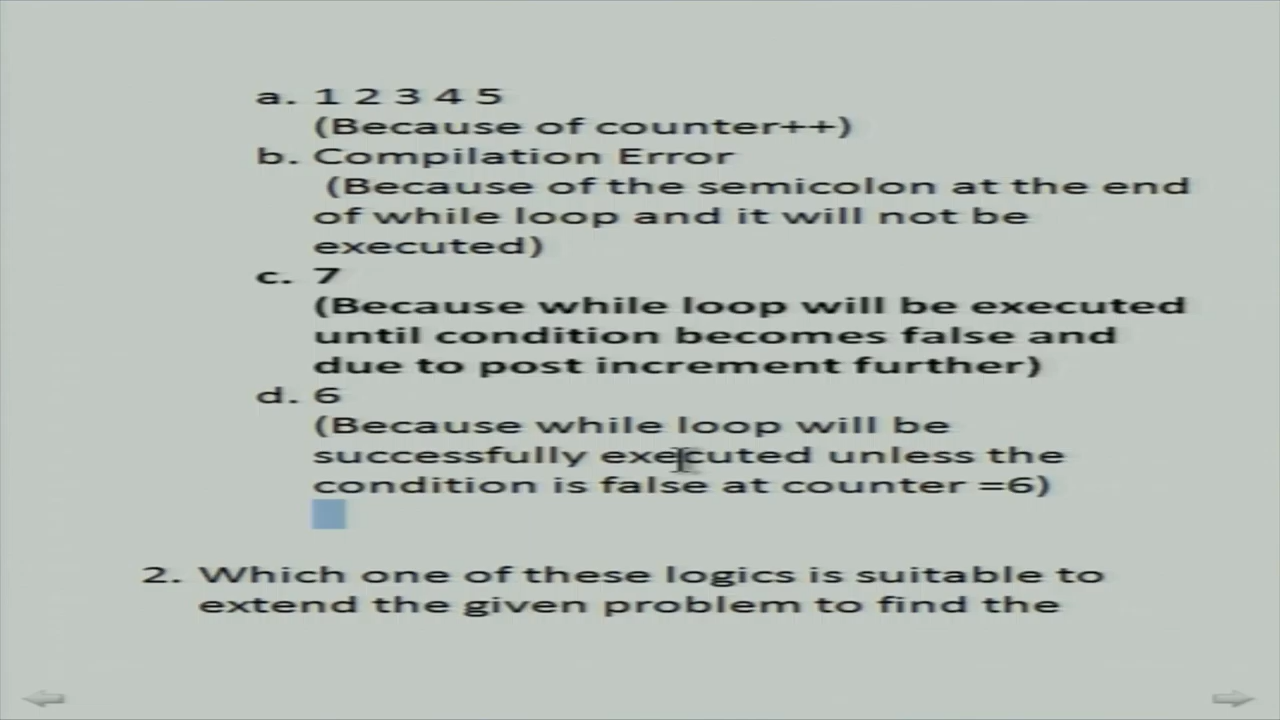 a. 1 2 3 4 5
(Because of counter++)
b. Compilation Error
(Because of the semicolon at the end
of while loop and it will not be
executed)
c. 7
(Because while loop will be executed
until condition becomes false and
due to post increment further)
d. 6
(Because while loop will be
successfully executed unless the
condition is false at counter =6)
2. Which one of these logics is suitable to
extend the given problem to find the